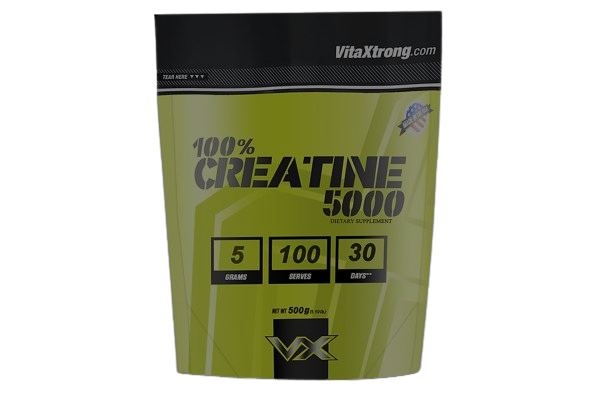 VitaXtrong.com
TEAR HERE ▼▼▼
100%
CREATINE
5000
DIETARY SUPPLEMENT
5 100 30
GRAMS SERVES DAYS***
NET WT 500g
VX